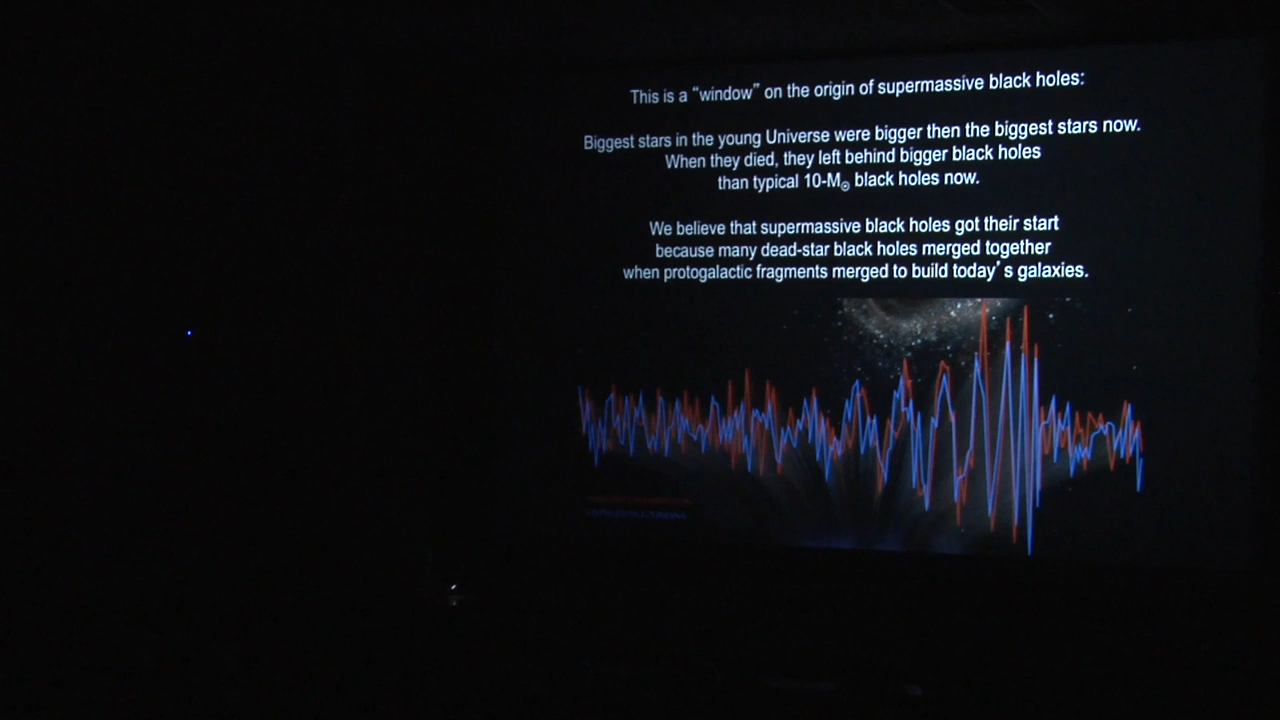 This is a “window” on the origin of supermassive black holes:
Biggest stars in the young Universe were bigger then the biggest stars now.
When they died, they left behind bigger black holes
than typical 10-M☉ black holes now.
We believe that supermassive black holes got their start
because many dead-star black holes merged together
when protogalactic fragments merged to build today’s galaxies.